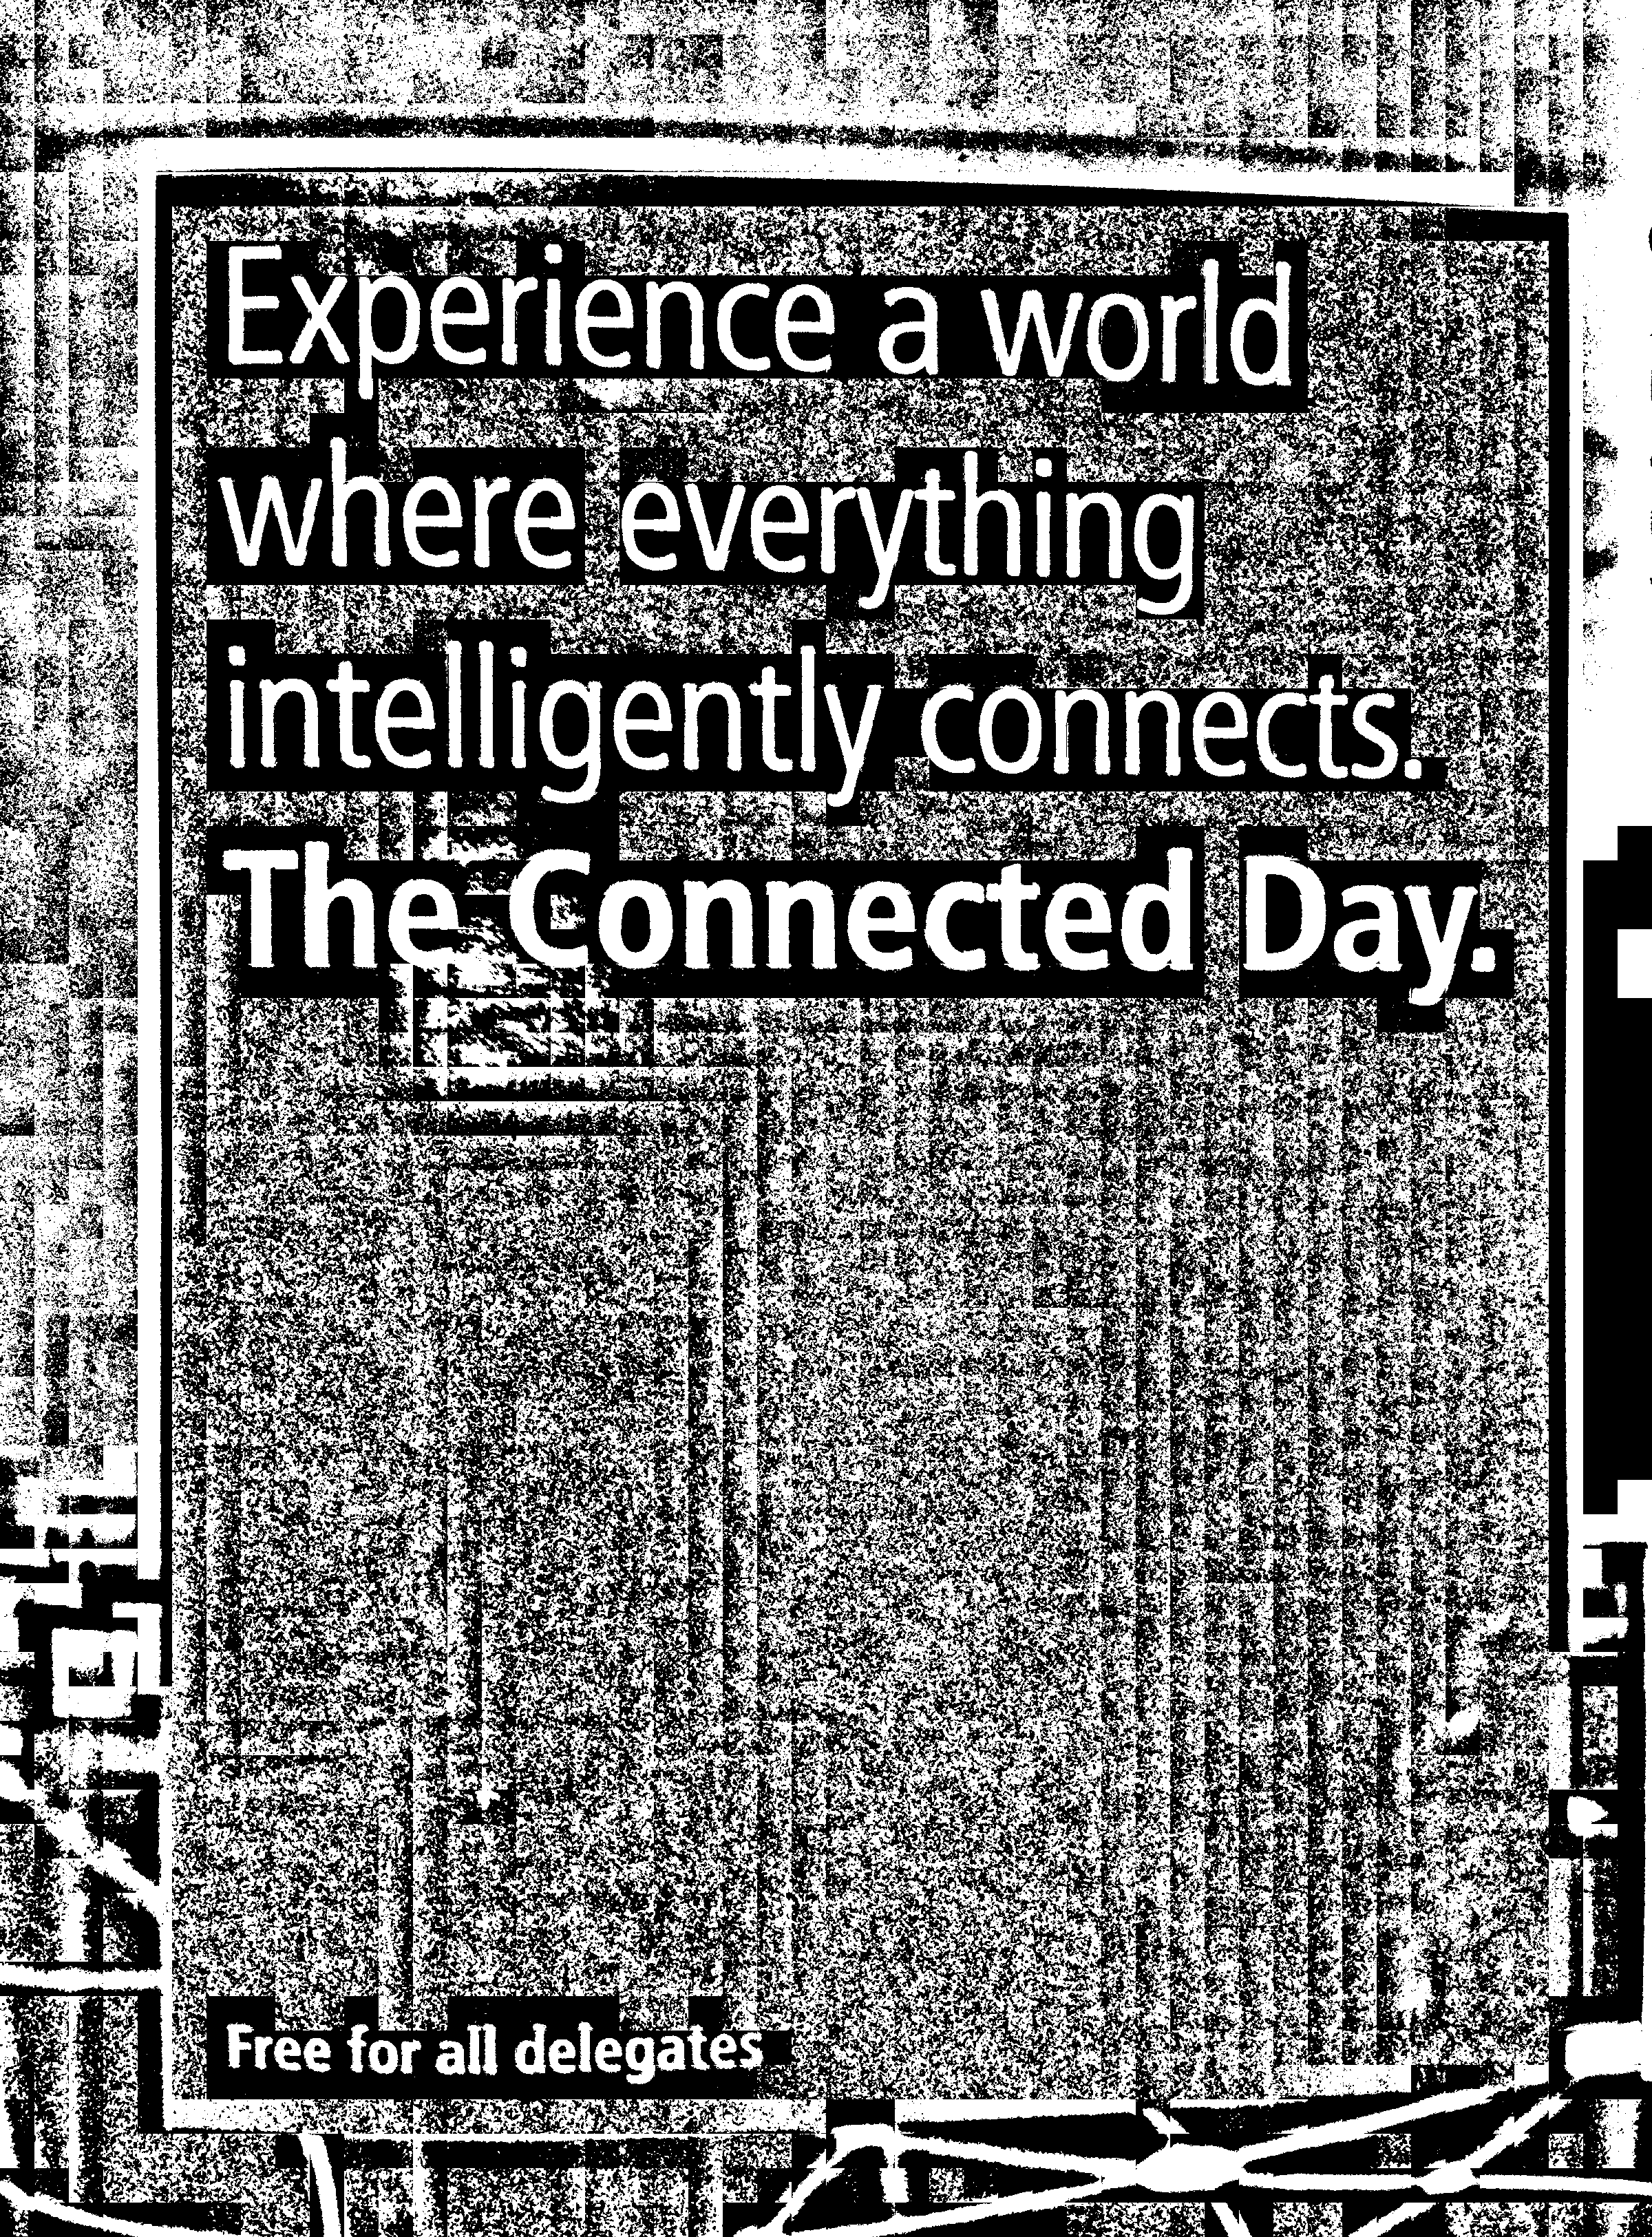 Experience a world
where everything
intelligently connects.
The Connected Day.
Free for all delegates